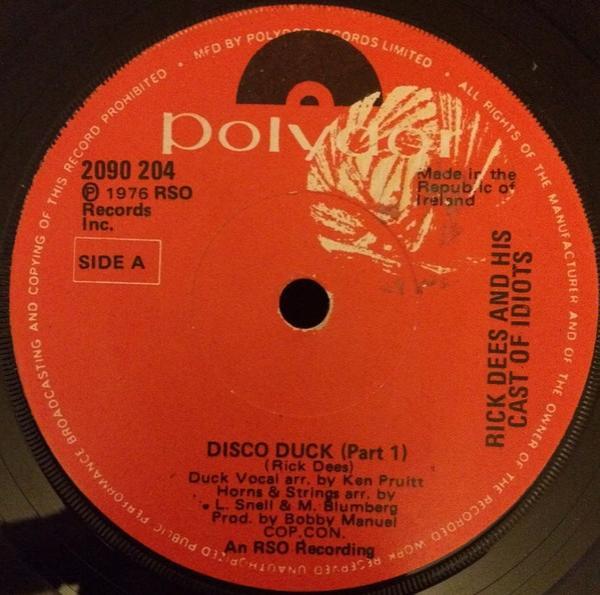 MFD BY POLYDOR RECORDS LIMITED • ALL RIGHTS OF THE MANUFACTURER AND OF THE OWNER OF THE RECORDED WORK RESERVED UNAUTHORIZED PUBLIC PERFORMANCE BROADCASTING AND COPYING OF THIS RECORD PROHIBITED •
polydor
2090 204
℗ 1976 RSO
Records
Inc.
Made in the
Republic of
Ireland
SIDE A
RICK DEES AND HIS
CAST OF IDIOTS
DISCO DUCK (Part 1)
(Rick Dees)
Duck Vocal arr. by Ken Pruitt
Horns & Strings arr. by
L. Snell & M. Blumberg
Prod. by Bobby Manuel
COP.CON.
An RSO Recording